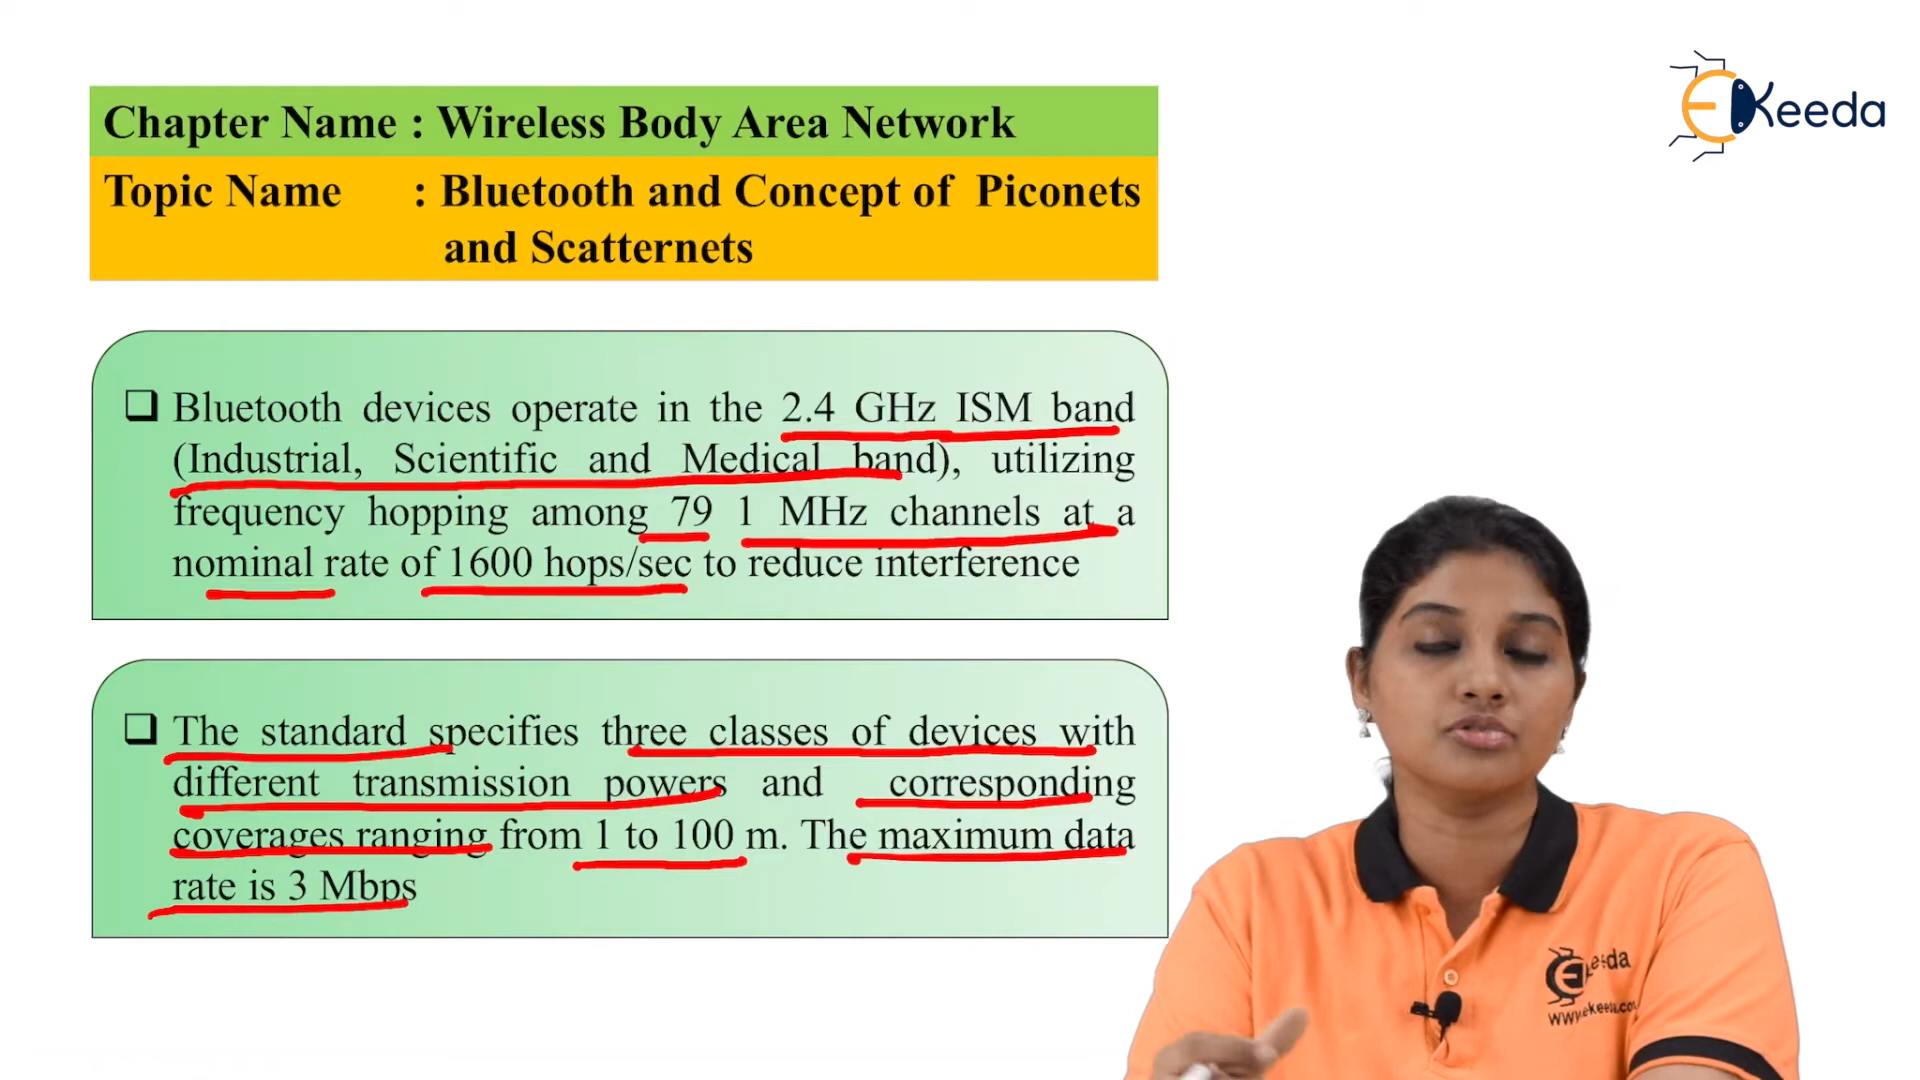 Keeda
Chapter Name : Wireless Body Area Network
Topic Name : Bluetooth and Concept of Piconets
and Scatternets
❑ Bluetooth devices operate in the 2.4 GHz ISM band
(Industrial, Scientific and Medical band), utilizing
frequency hopping among 79 1 MHz channels at a
nominal rate of 1600 hops/sec to reduce interference
❑ The standard specifies three classes of devices with
different transmission powers and corresponding
coverages ranging from 1 to 100 m. The maximum data
rate is 3 Mbps